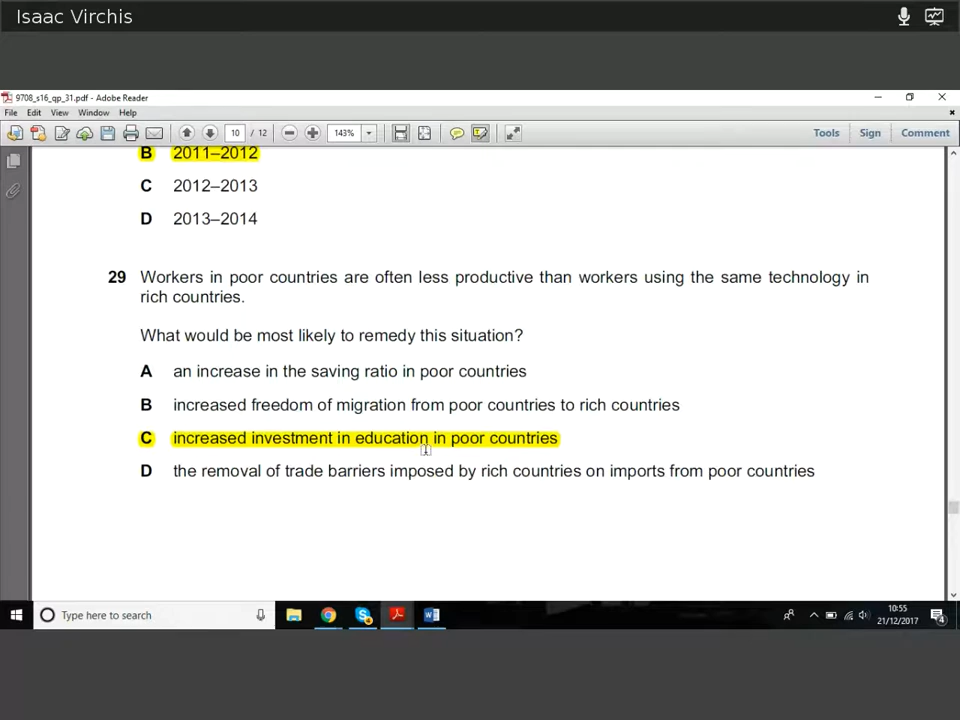 Isaac Virchis
9708_s16_qp_31.pdf - Adobe Reader
File Edit View Window Help
10 / 12 143% Tools Sign Comment
B 2011–2012
C 2012–2013
D 2013–2014
29 Workers in poor countries are often less productive than workers using the same technology in
rich countries.
What would be most likely to remedy this situation?
A an increase in the saving ratio in poor countries
B increased freedom of migration from poor countries to rich countries
C increased investment in education in poor countries
D the removal of trade barriers imposed by rich countries on imports from poor countries
Type here to search
10:55
21/12/2017
4